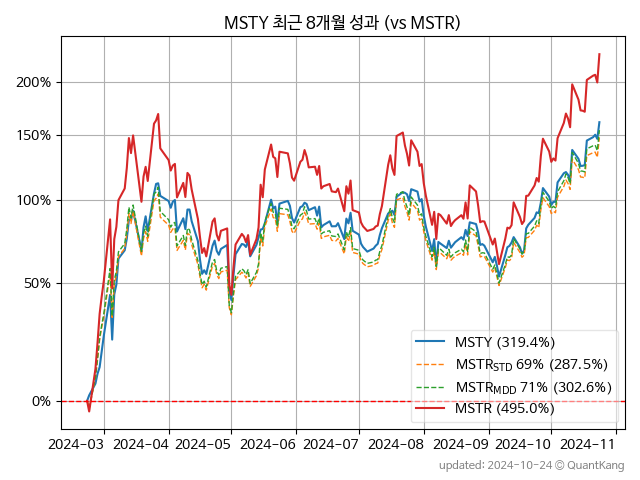 MSTY 최근 8개월 성과 (vs MSTR)
200%
150%
100%
50%
0%
MSTY (319.4%)
MSTR_STD 69% (287.5%)
MSTR_MDD 71% (302.6%)
MSTR (495.0%)
2024-03 2024-04 2024-05 2024-06 2024-07 2024-08 2024-09 2024-10 2024-11
updated: 2024-10-24 © QuantKang